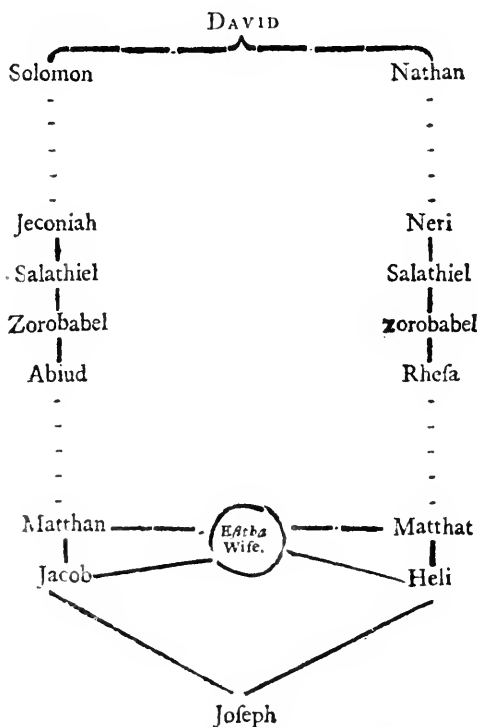 DAVID
Solomon Nathan
Jeconiah Neri
Salathiel Salathiel
Zorobabel zorobabel
Abiud Rheſa
Matthan Eſtha Matthat
Wife.
Jacob Heli
Joſeph